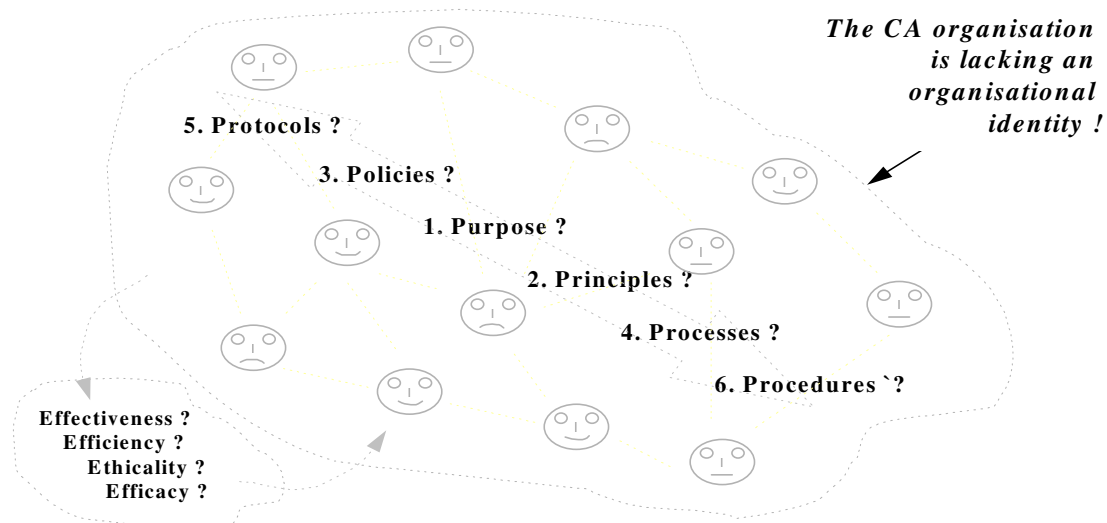 The CA organisation
is lacking an
organisational
identity !
5. Protocols ?
3. Policies ?
1. Purpose ?
2. Principles ?
4. Processes ?
6. Procedures `?
Effectiveness ?
Efficiency ?
Ethicality ?
Efficacy ?